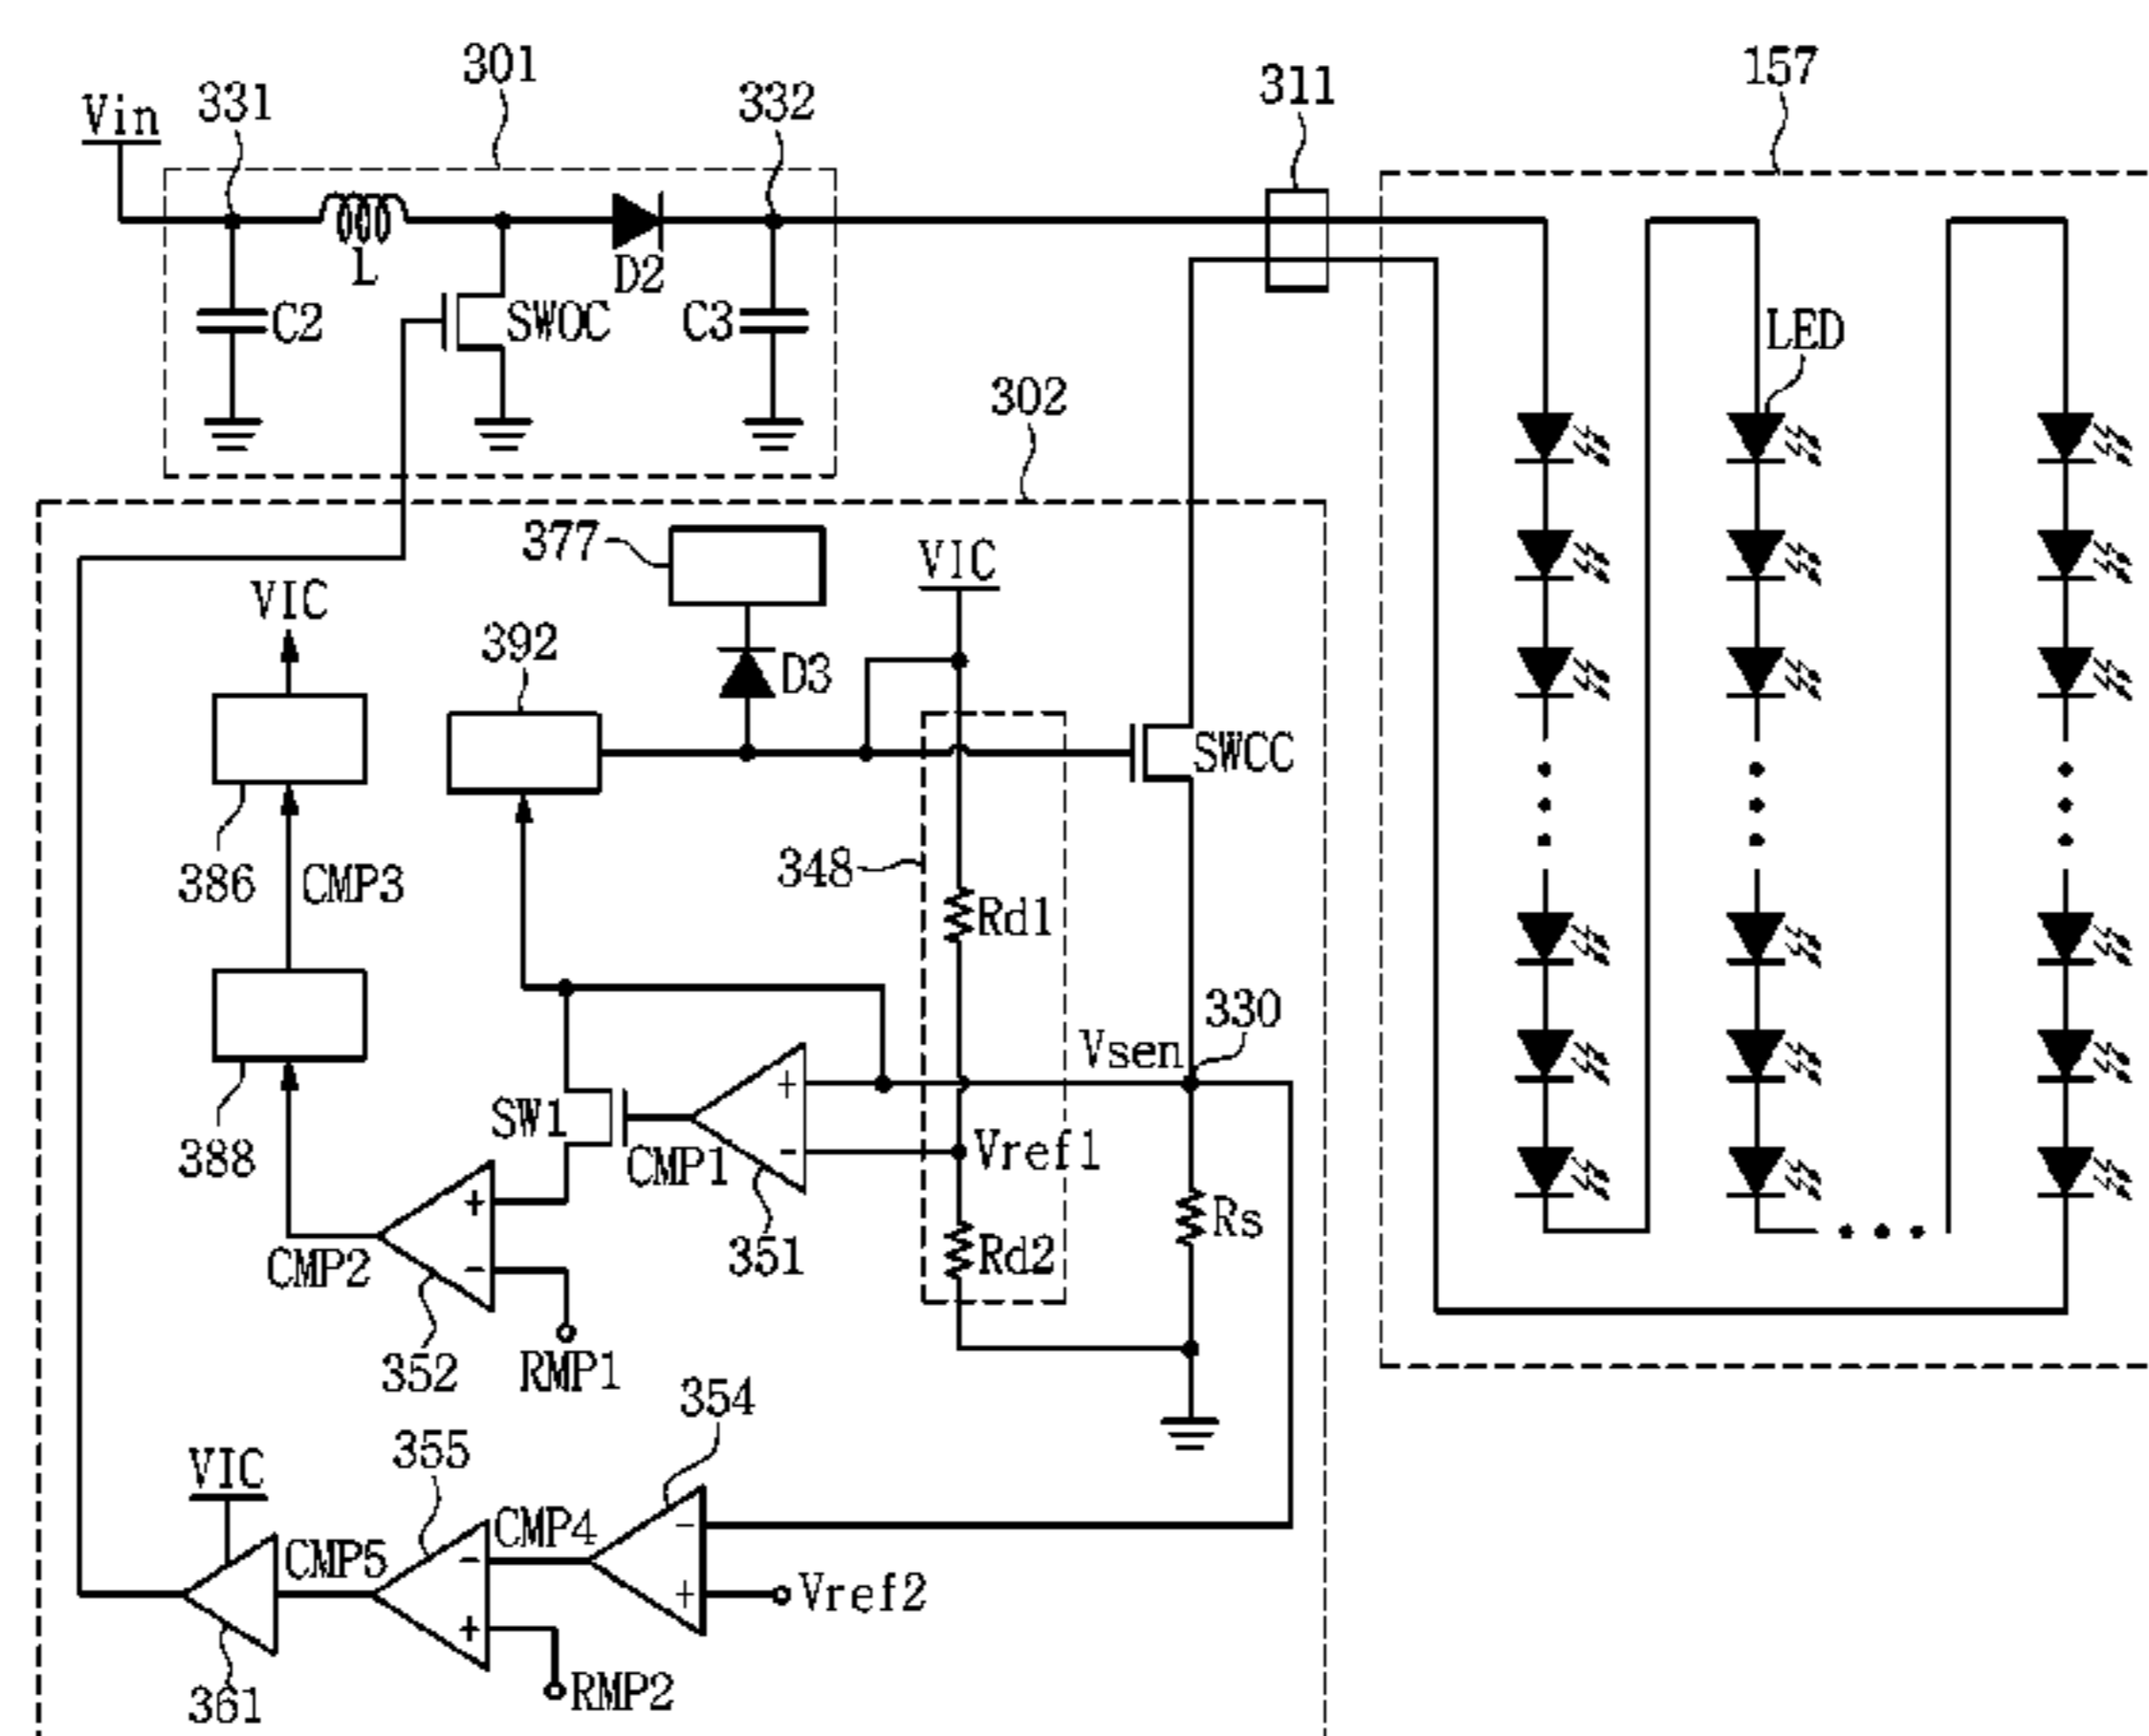 301
311
157
Vin
331
332
L
D2
C2
SWOC
C3
LED
302
377
VIC
VIC
392
D3
SWCC
386
CMP3
348
Rd1
388
SW1
CMP1
+
-
Vsen
330
Vref1
351
Rd2
Rs
CMP2
+
-
352
RMP1
354
355
VIC
CMP5
CMP4
-
+
-
+
Vref2
RMP2
361